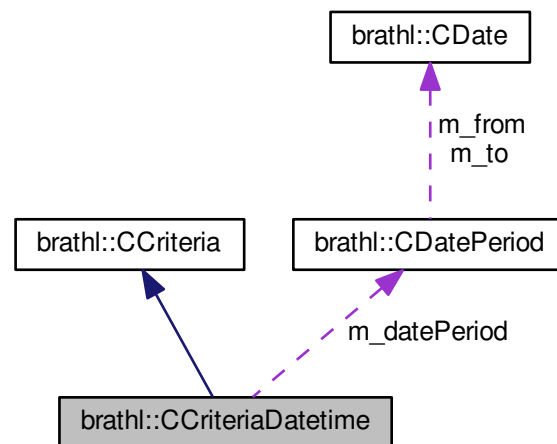 brathl::CDate
m_from
m_to
brathl::CCriteria
brathl::CDatePeriod
m_datePeriod
brathl::CCriteriaDatetime